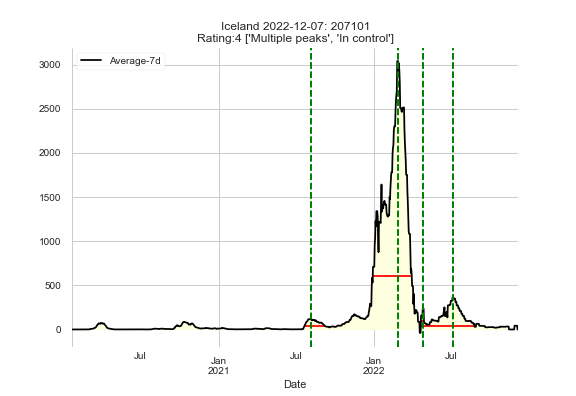 Iceland 2022-12-07: 207101
Rating:4 ['Multiple peaks', 'In control']
Average-7d
3000
2500
2000
1500
1000
500
0
Jul
Jan
2021
Jul
Jan
2022
Jul
Date